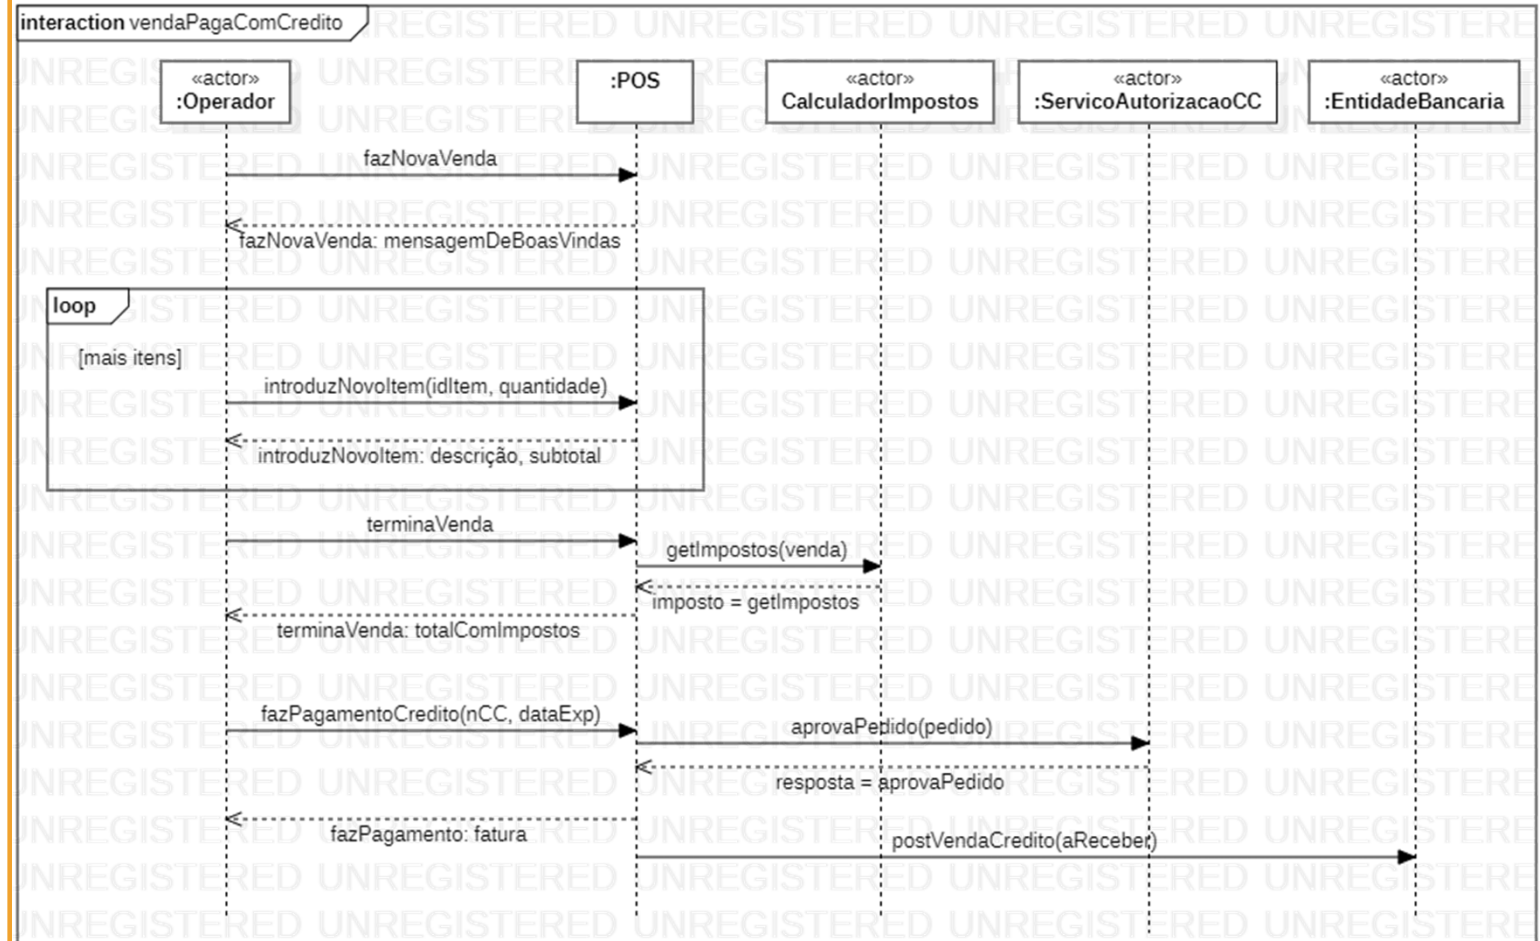 interaction vendaPagaComCredito
«actor»
:Operador
:POS
«actor»
CalculadorImpostos
«actor»
:ServicoAutorizacaoCC
«actor»
:EntidadeBancaria
fazNovaVenda
fazNovaVenda: mensagemDeBoasVindas
loop
[mais itens]
introduzNovoItem(idItem, quantidade)
introduzNovoItem: descrição, subtotal
terminaVenda
getImpostos(venda)
imposto = getImpostos
terminaVenda: totalComImpostos
fazPagamentoCredito(nCC, dataExp)
aprovaPedido(pedido)
resposta = aprovaPedido
fazPagamento: fatura
postVendaCredito(aReceber)
UNREGISTERED